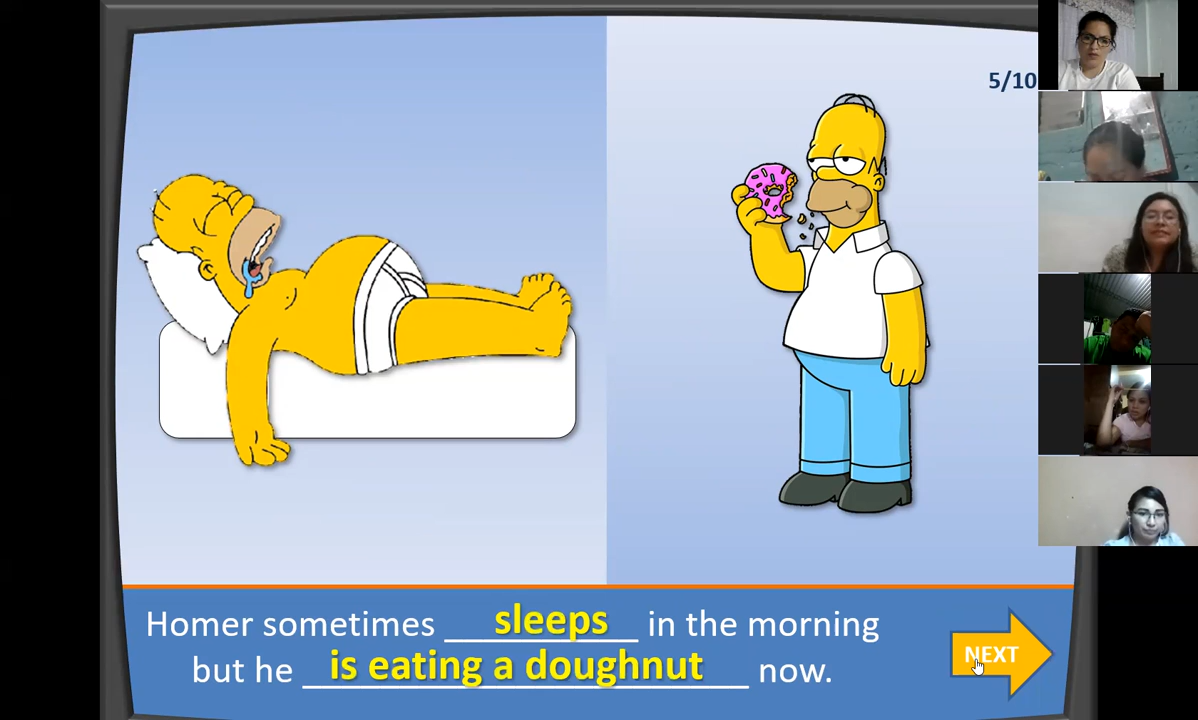 5/10
Homer sometimes sleeps in the morning
but he is eating a doughnut now.
NEXT